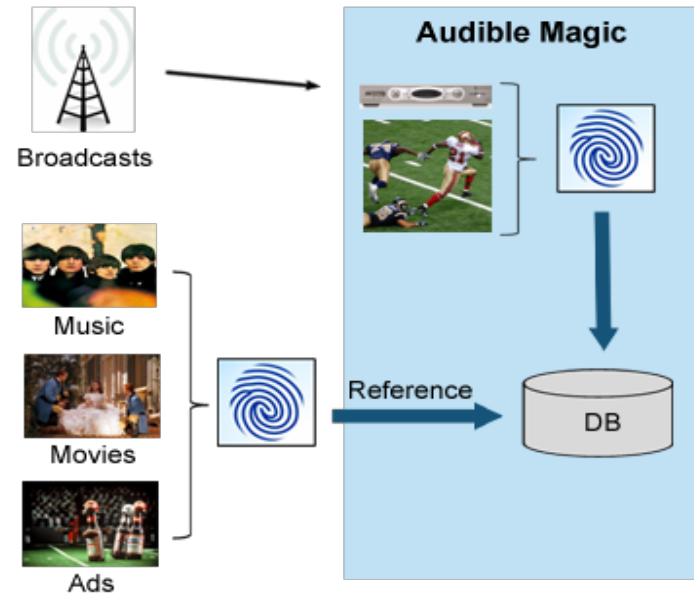 Audible Magic
Broadcasts
Music
Movies
Ads
Reference
DB